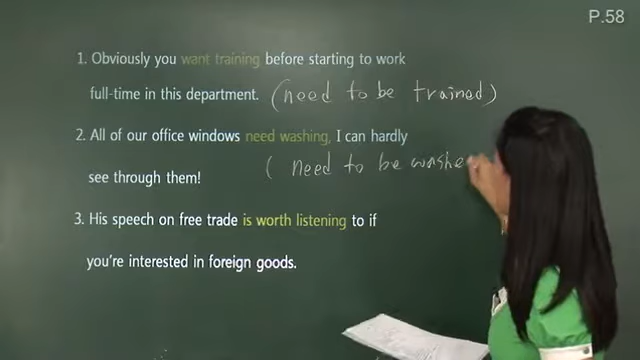 P.58
1. Obviously you want training before starting to work
full-time in this department. (need to be trained)
2. All of our office windows need washing, I can hardly
( need to be washe
see through them!
3. His speech on free trade is worth listening to if
you're interested in foreign goods.